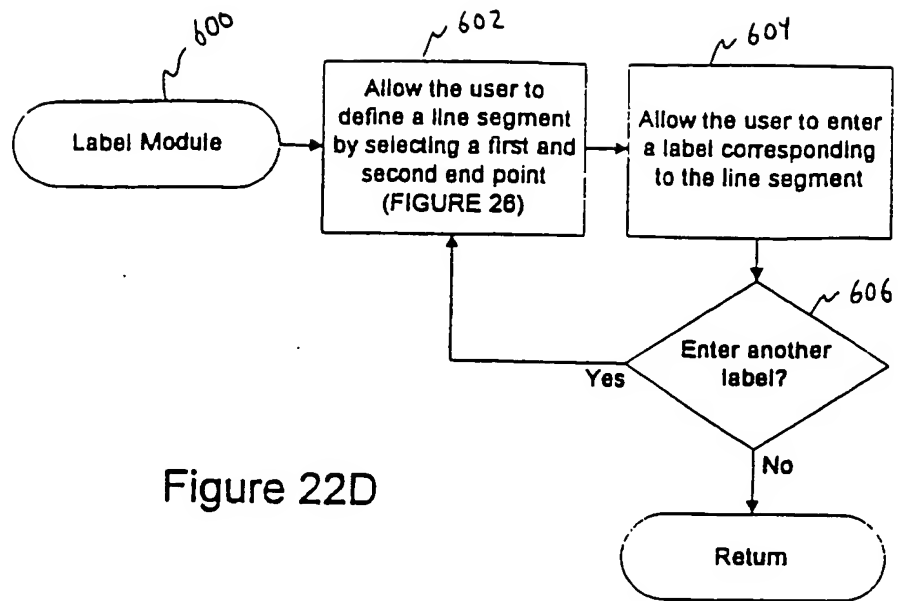 600
602
604
Label Module
Allow the user to
define a line segment
by selecting a first and
second end point
(FIGURE 26)
Allow the user to enter
a label corresponding
to the line segment
606
Enter another
label?
Yes
No
Figure 22D
Return